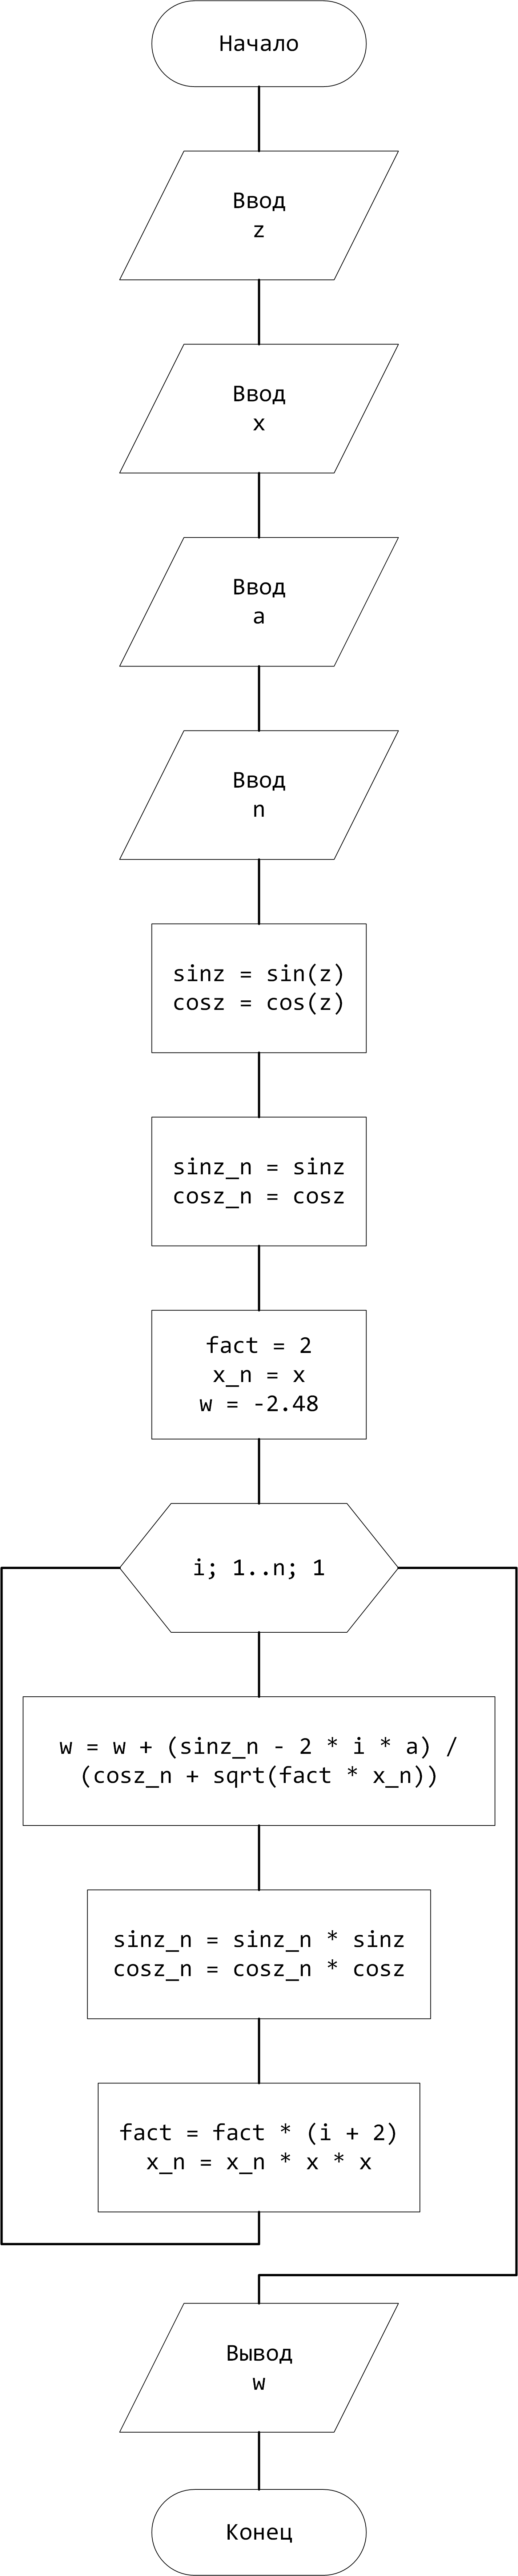 Начало
Ввод
z
Ввод
x
Ввод
a
Ввод
n
sinz = sin(z)
cosz = cos(z)
sinz_n = sinz
cosz_n = cosz
fact = 2
x_n = x
w = -2.48
i; 1..n; 1
w = w + (sinz_n - 2 * i * a) /
(cosz_n + sqrt(fact * x_n))
sinz_n = sinz_n * sinz
cosz_n = cosz_n * cosz
fact = fact * (i + 2)
x_n = x_n * x * x
Вывод
w
Конец